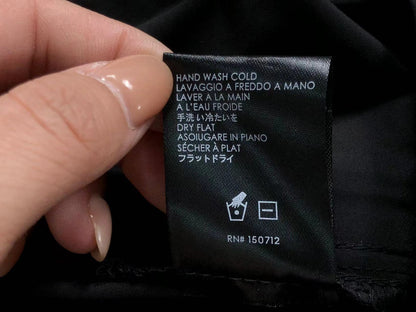 HAND WASH COLD
LAVAGGIO A FREDDO A MANO
LAVER A LA MAIN
A L'EAU FROIDE
手洗い冷たいを
DRY FLAT
ASOIUGARE IN PIANO
SÉCHER À PLAT
フラットドライ
RN# 150712